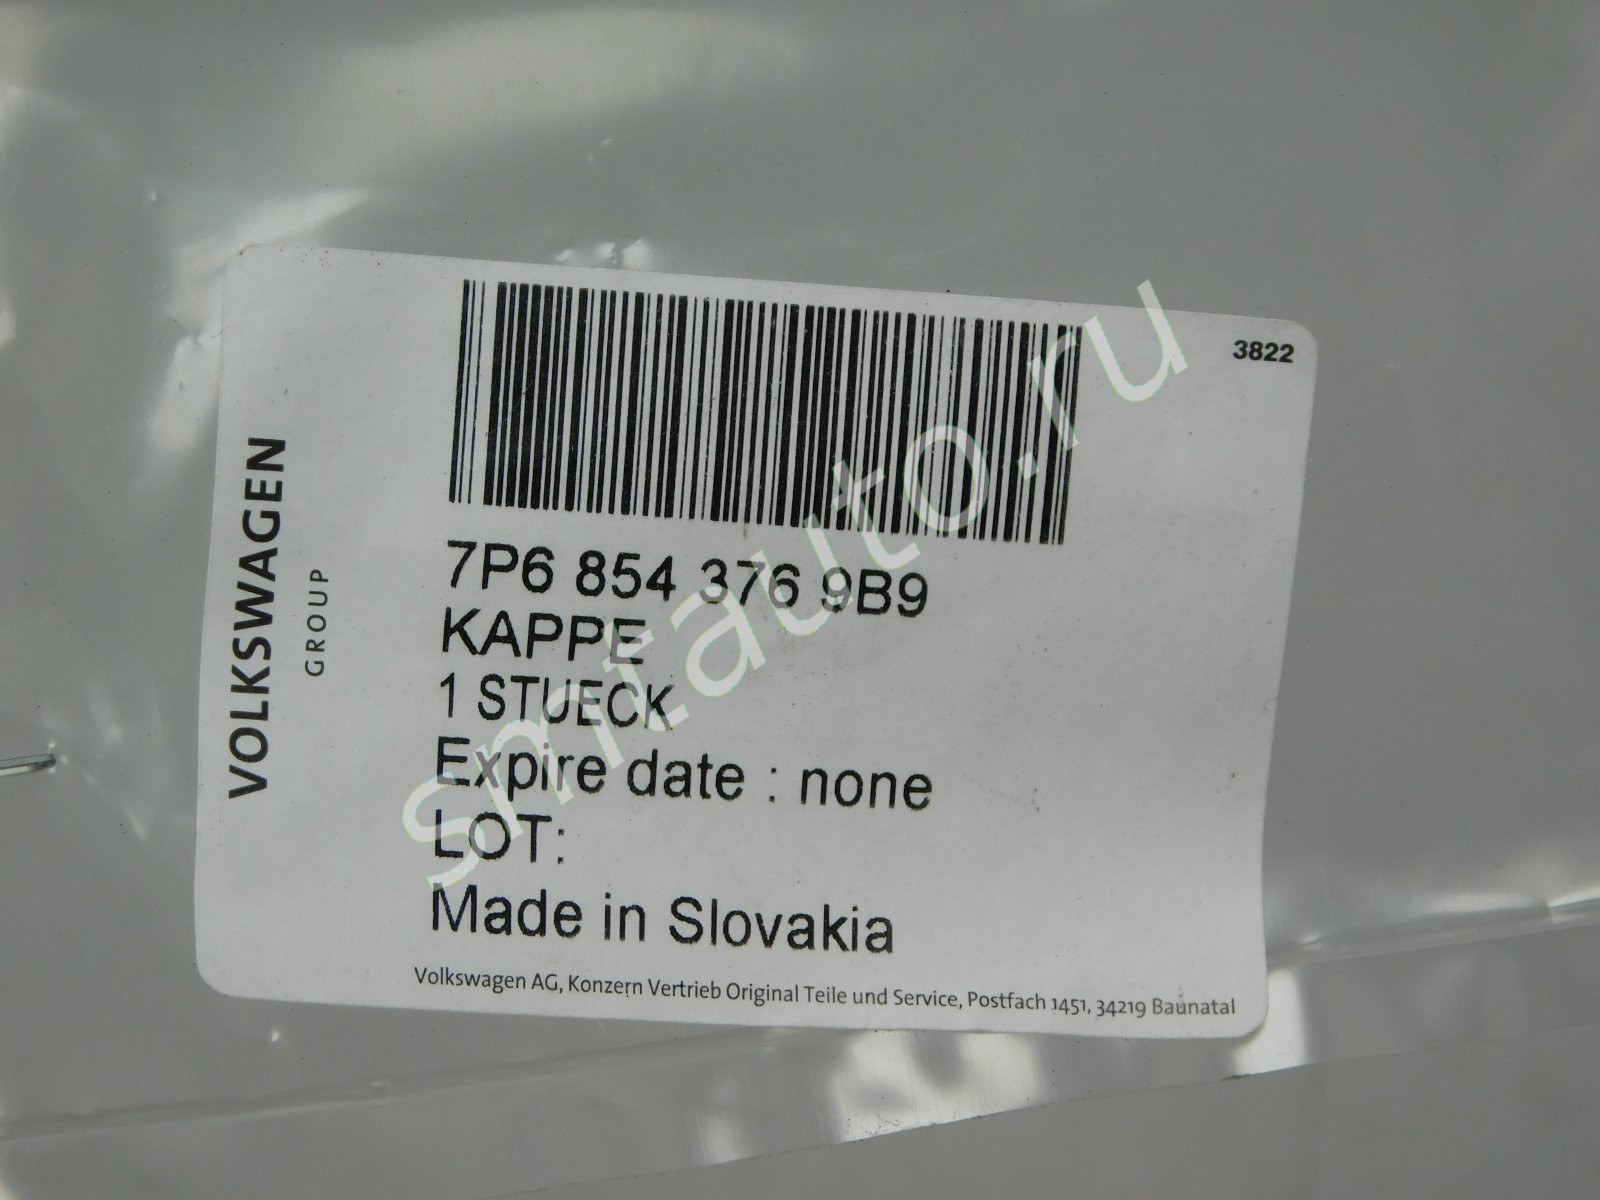 3822
VOLKSWAGEN
GROUP
7P6 854 376 9B9
KAPPE
1 STUECK
Expire date : none
LOT:
Made in Slovakia
Volkswagen AG, Konzern Vertrieb Original Teile und Service, Postfach 1451, 34219 Baunatal
smfauto.ru